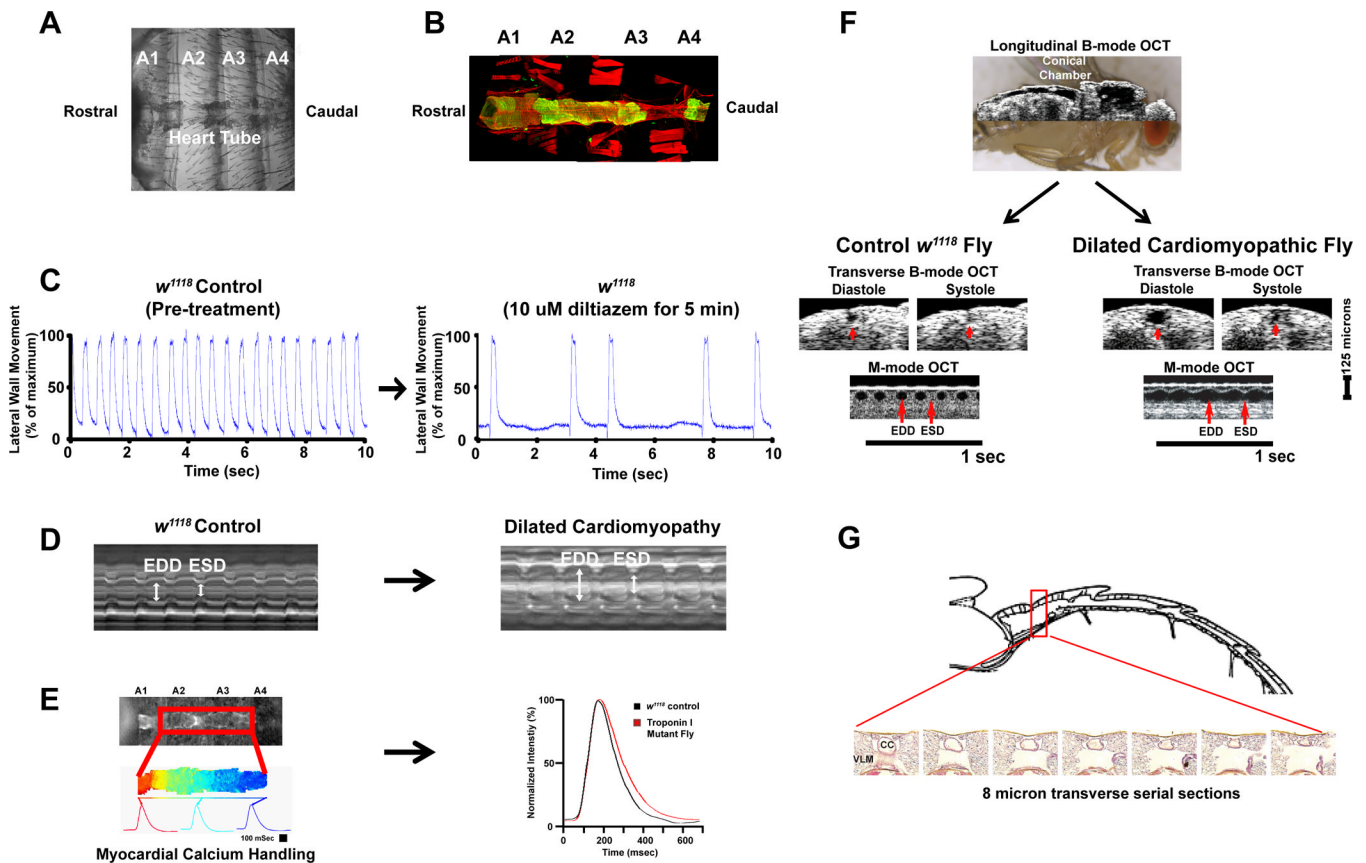 A
A1 A2 A3 A4
Rostral
Caudal
Heart Tube
B
A1 A2 A3 A4
Rostral
Caudal
C
w1118 Control
(Pre-treatment)
Lateral Wall Movement
(% of maximum)
100
50
0
0 2 4 6 8 10
Time (sec)
w1118
(10 uM diltiazem for 5 min)
Lateral Wall Movement
(% of maximum)
100
50
0
0 2 4 6 8 10
Time (sec)
D
w1118 Control
EDD ESD
Dilated Cardiomyopathy
EDD ESD
E
A1 A2 A3 A4
100 mSec
Myocardial Calcium Handling
Normalized Intenstiy (%)
100
50
0
0 200 400 600
Time (msec)
w1118 control
Troponin I
Mutant Fly
F
Longitudinal B-mode OCT
Conical
Chamber
Control w1118 Fly
Transverse B-mode OCT
Diastole Systole
M-mode OCT
EDD ESD
1 sec
Dilated Cardiomyopathic Fly
Transverse B-mode OCT
Diastole Systole
M-mode OCT
EDD ESD
1 sec
125 microns
G
CC
VLM
8 micron transverse serial sections